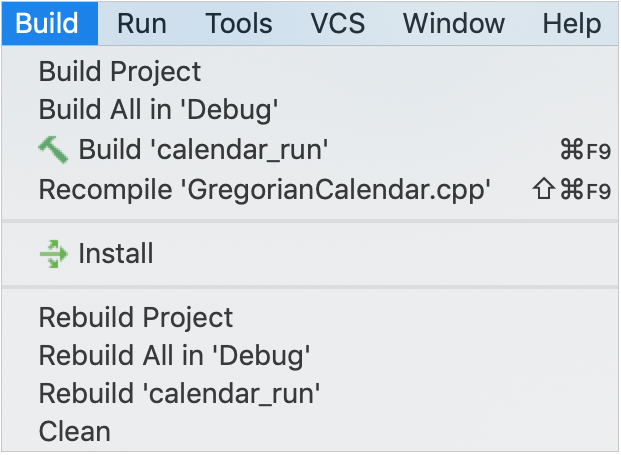 Build Run Tools VCS Window Help
Build Project
Build All in 'Debug'
Build 'calendar_run' ⌘F9
Recompile 'GregorianCalendar.cpp' ⇧⌘F9
Install
Rebuild Project
Rebuild All in 'Debug'
Rebuild 'calendar_run'
Clean